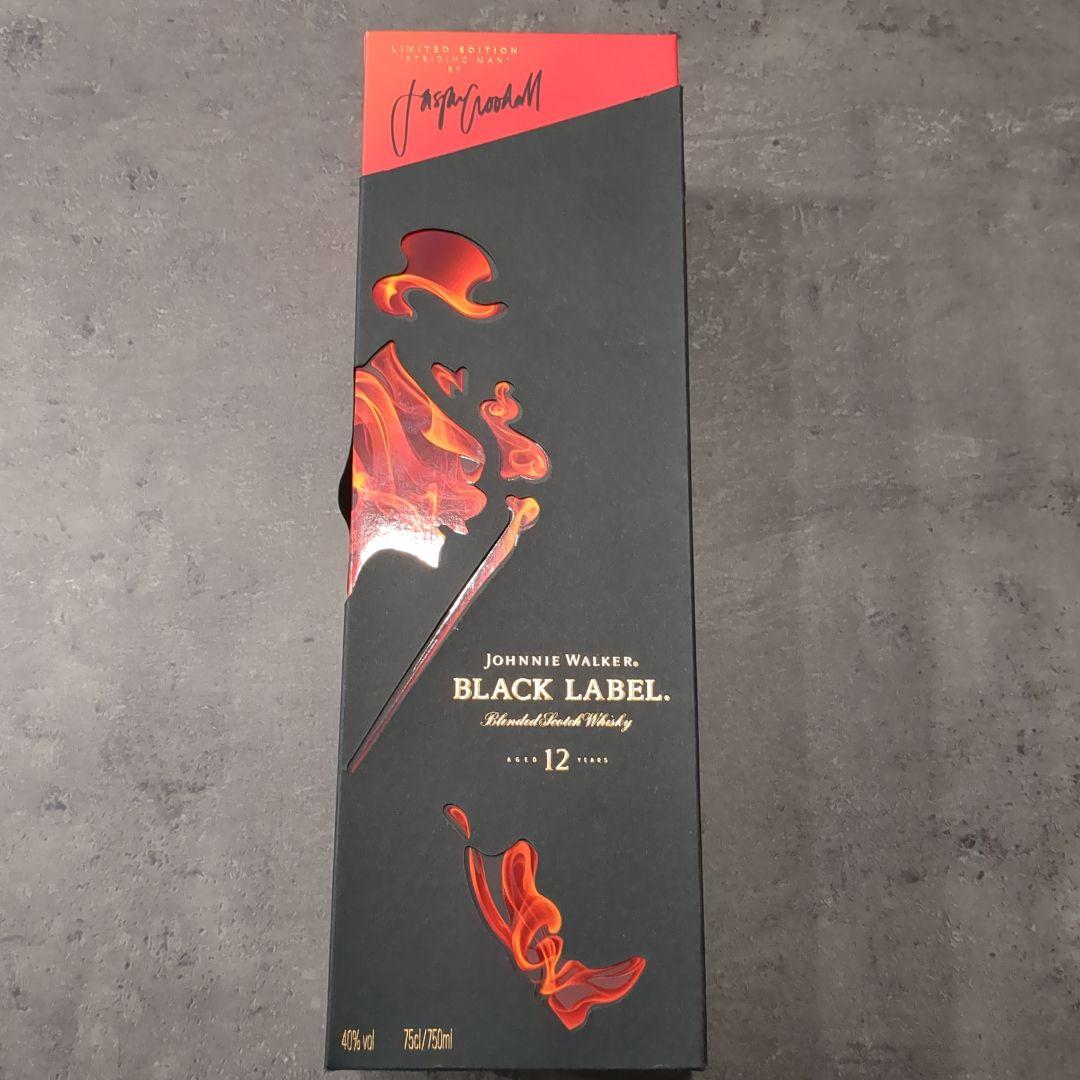 LIMITED EDITION
"STRIDING MAN"
BY
Jasper Goodall
JOHNNIE WALKER®
BLACK LABEL®
Blended Scotch Whisky
AGED 12 YEARS
40% vol 75cl/750ml